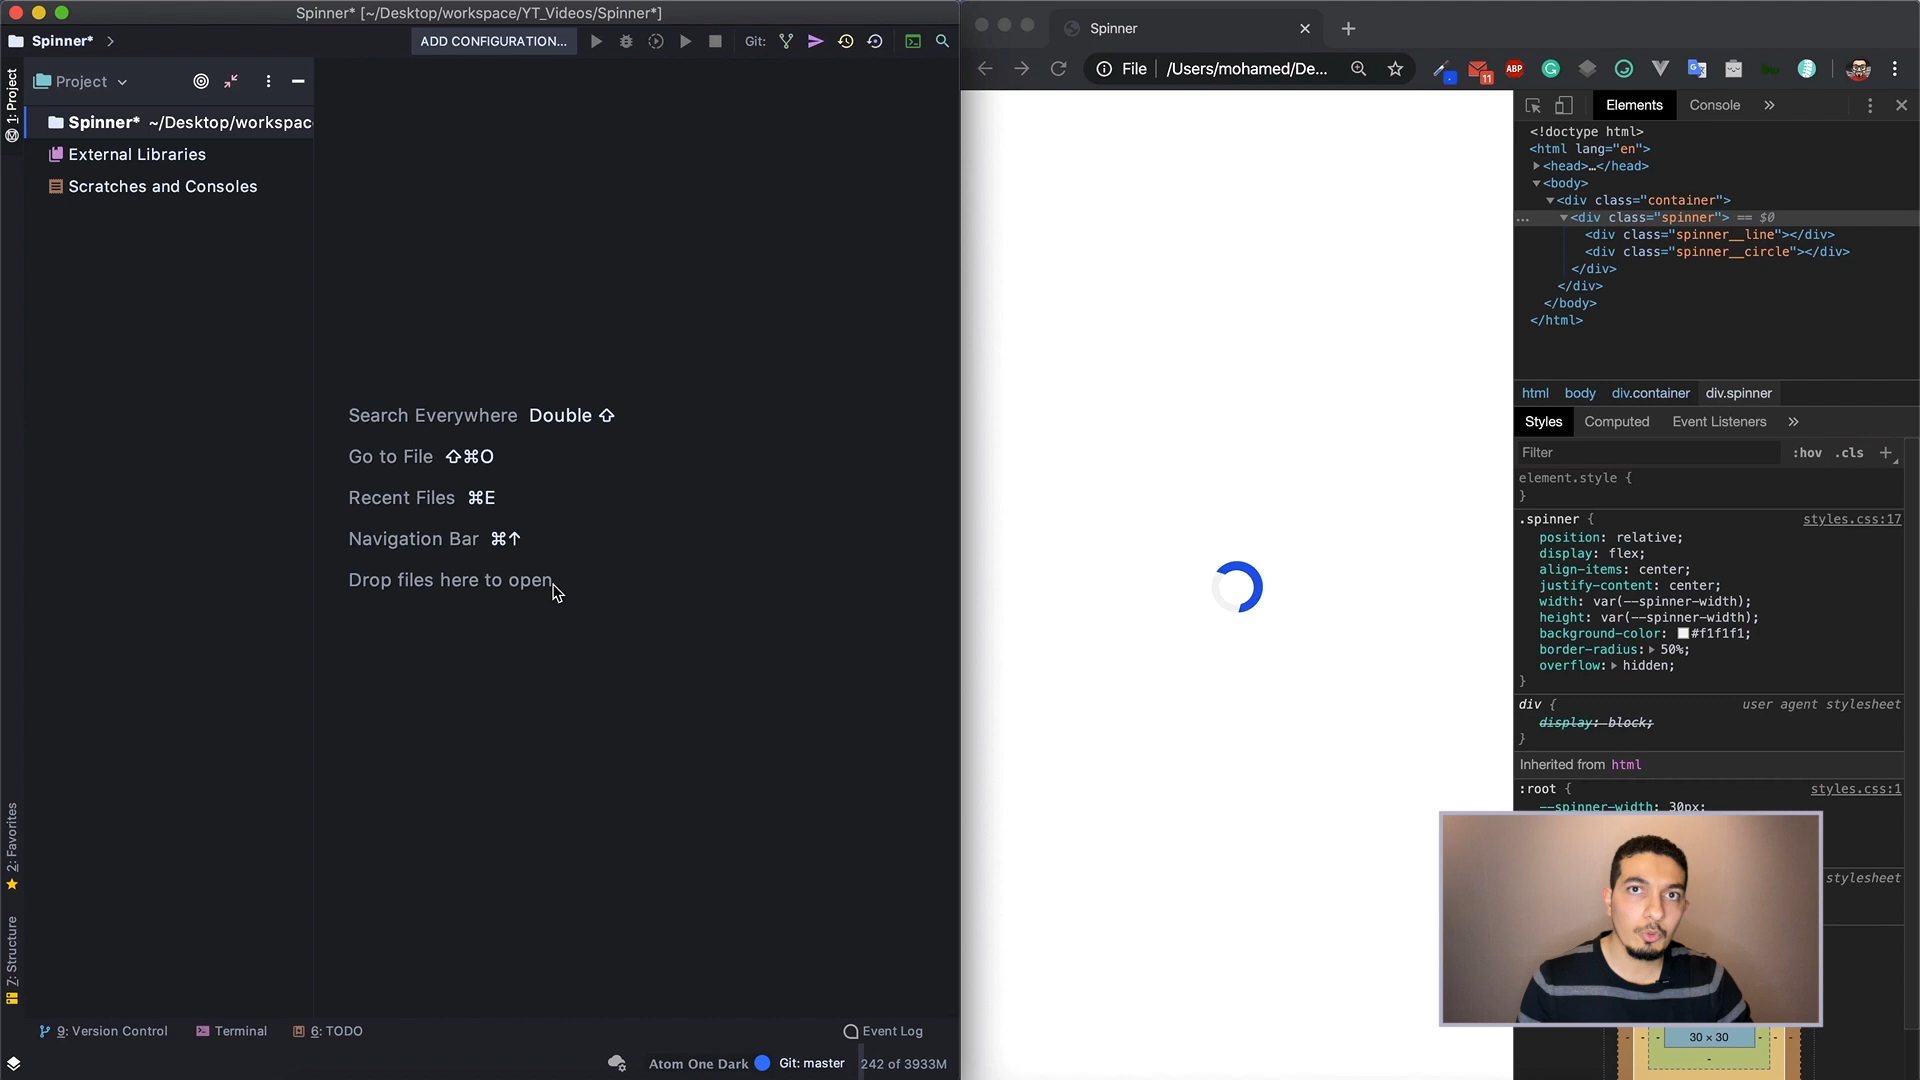 Spinner* [~/Desktop/workspace/YT_Videos/Spinner*]
Spinner*
ADD CONFIGURATION...
Git:
1: Project
Project
Spinner* ~/Desktop/workspac
External Libraries
Scratches and Consoles
Search Everywhere Double ⇧
Go to File ⇧⌘O
Recent Files ⌘E
Navigation Bar ⌘↑
Drop files here to open
2: Favorites
Z: Structure
9: Version Control
Terminal
6: TODO
Event Log
Atom One Dark
Git: master
242 of 3933M
Spinner
File
/Users/mohamed/De...
11
ABP
Elements
Console
<!doctype html>
<html lang="en">
<head>…</head>
<body>
<div class="container">
<div class="spinner"> == $0
<div class="spinner__line"></div>
<div class="spinner__circle"></div>
</div>
</div>
</body>
</html>
html body div.container div.spinner
Styles Computed Event Listeners
Filter
:hov .cls
element.style {
}
.spinner { styles.css:17
position: relative;
display: flex;
align-items: center;
justify-content: center;
width: var(--spinner-width);
height: var(--spinner-width);
background-color: #f1f1f1;
border-radius: 50%;
overflow: hidden;
}
div { user agent stylesheet
display: block;
}
Inherited from html
:root { styles.css:1
--spinner-width: 30px;
stylesheet
30 × 30